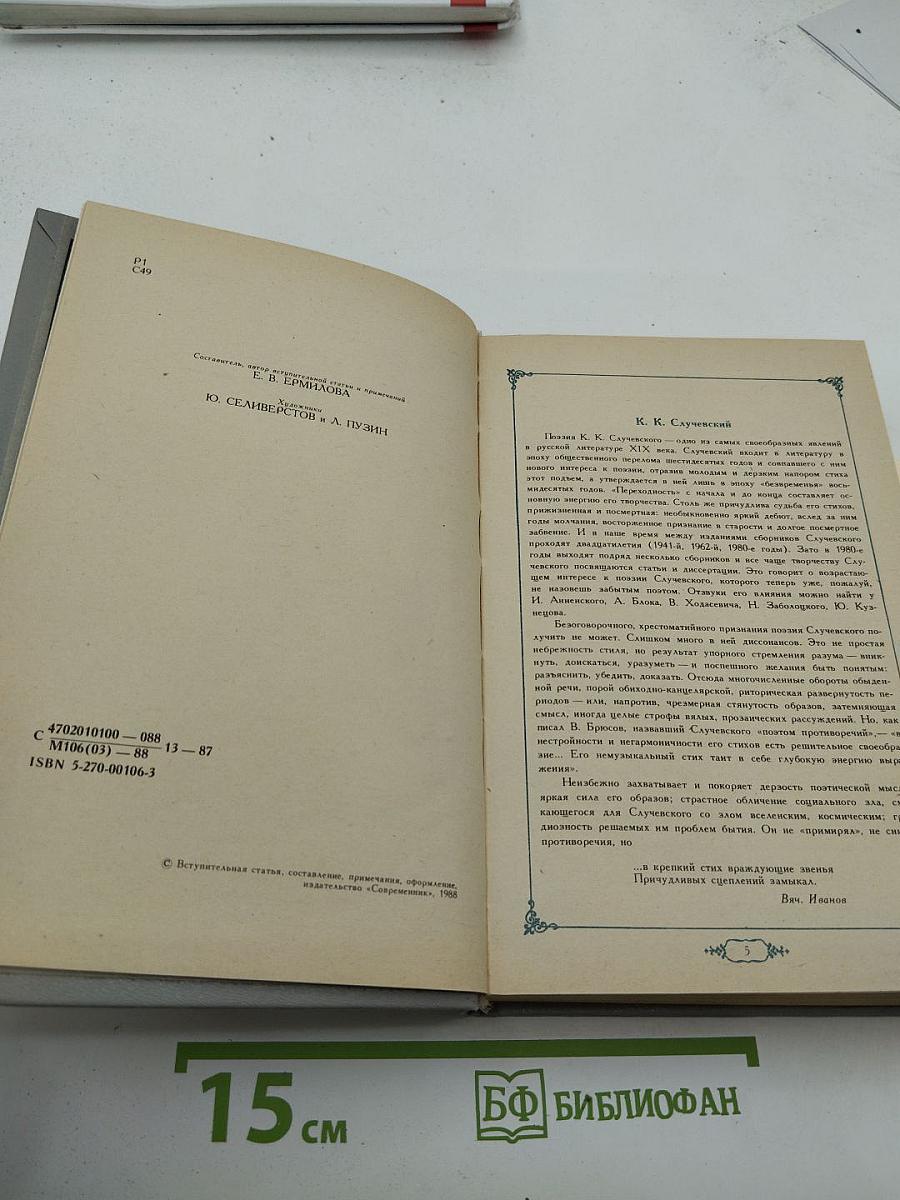 Р1
С49
Составитель, автор вступительной статьи и примечаний
Е. В. ЕРМИЛОВА
Художники
Ю. СЕЛИВЕРСТОВ и Л. ПУЗИН
С 4702010100 — 088
М106(03) — 88 13 — 87
ISBN 5-270-00106-3
© Вступительная статья, составление, примечания, оформление,
издательство «Современник», 1988
К. К. Случевский
Поэзия К. К. Случевского — одно из самых своеобразных явлений
в русской литературе XIX века. Случевский входит в литературу в
эпоху общественного перелома шестидесятых годов и совпавшего с ним
нового интереса к поэзии, отразив молодым и дерзким напором стиха
этот подъем, а утверждается в ней лишь в эпоху «безвременья» вось-
мидесятых годов. «Переходность» с начала и до конца составляет ос-
новную энергию его творчества. Столь же причудлива судьба его стихов,
прижизненная и посмертная: необыкновенно яркий дебют, вслед за ним
годы молчания, восторженное признание в старости и долгое посмертное
забвение. И в наше время между изданиями сборников Случевского
проходят двадцатилетия (1941-й, 1962-й, 1980-е годы). Зато в 1980-е
годы выходят подряд несколько сборников и все чаще творчеству Слу-
чевского посвящаются статьи и диссертации. Это говорит о возрастаю-
щем интересе к поэзии Случевского, которого теперь уже, пожалуй,
не назовешь забытым поэтом. Отзвуки его влияния можно найти у
И. Анненского, А. Блока, В. Ходасевича, Н. Заболоцкого, Ю. Куз-
нецова.
Безоговорочного, хрестоматийного признания поэзия Случевского по-
лучить не может. Слишком много в ней диссонансов. Это не простая
небрежность стиля, но результат упорного стремления разума — вник-
нуть, доискаться, уразуметь — и поспешного желания быть понятым:
разъяснить, убедить, доказать. Отсюда многочисленные обороты обыден-
ной речи, порой обиходно-канцелярской, риторическая развернутость пе-
риодов — или, напротив, чрезмерная стянутость образов, затемняющая
смысл, иногда целые строфы вялых, прозаических рассуждений. Но, как
писал В. Брюсов, назвавший Случевского «поэтом противоречий»,— «в
нестройности и негармоничности его стихов есть решительное своеобра-
зие... Его немузыкальный стих таит в себе глубокую энергию выра-
жения».
Неизбежно захватывает и покоряет дерзость поэтической мысл
яркая сила его образов; страстное обличение социального зла, см
кающегося для Случевского со злом вселенским, космическим; гр
диозность решаемых им проблем бытия. Он не «примирял», не сни
противоречия, но
...в крепкий стих враждующие звенья
Причудливых сцеплений замыкал.
Вяч. Иванов
5
15 см
БФ БИБЛИОФАН